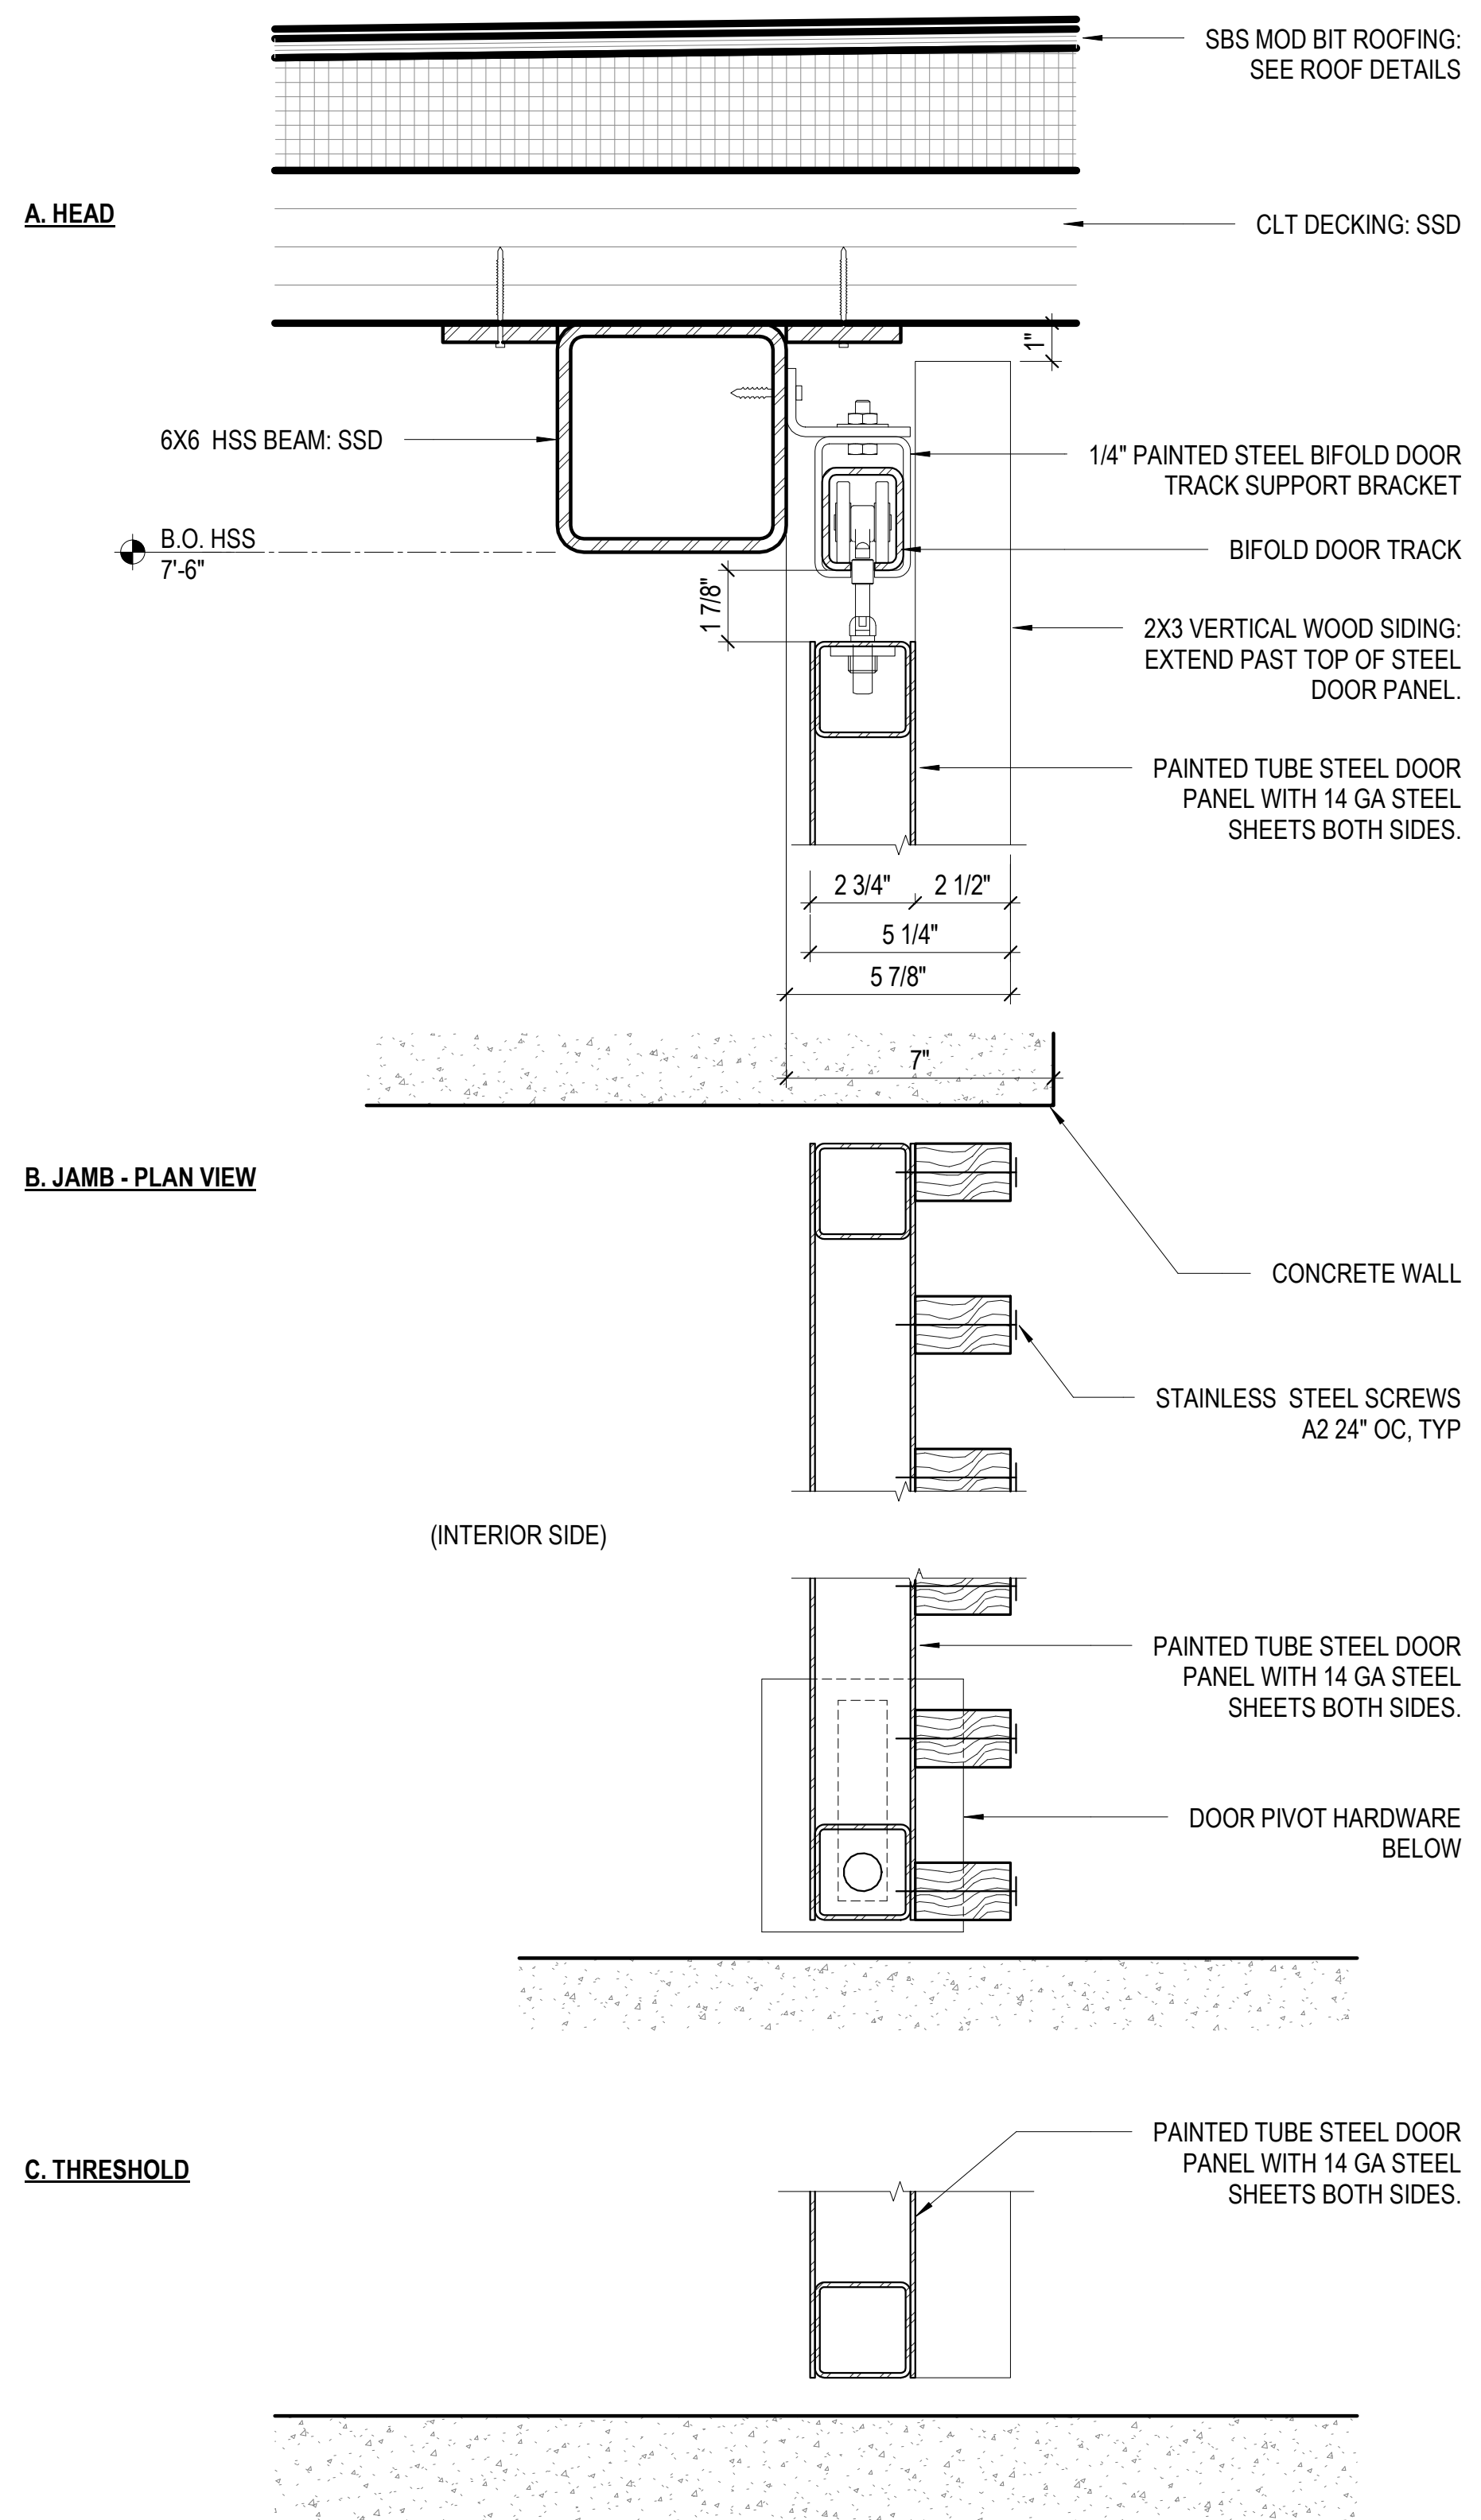 SBS MOD BIT ROOFING:
SEE ROOF DETAILS
A. HEAD
CLT DECKING: SSD
1"
6X6 HSS BEAM: SSD
1/4" PAINTED STEEL BIFOLD DOOR
TRACK SUPPORT BRACKET
B.O. HSS
7'-6"
BIFOLD DOOR TRACK
1 7/8"
2X3 VERTICAL WOOD SIDING:
EXTEND PAST TOP OF STEEL
DOOR PANEL.
PAINTED TUBE STEEL DOOR
PANEL WITH 14 GA STEEL
SHEETS BOTH SIDES.
2 3/4" 2 1/2"
5 1/4"
5 7/8"
7"
B. JAMB - PLAN VIEW
CONCRETE WALL
STAINLESS STEEL SCREWS
A2 24" OC, TYP
(INTERIOR SIDE)
PAINTED TUBE STEEL DOOR
PANEL WITH 14 GA STEEL
SHEETS BOTH SIDES.
DOOR PIVOT HARDWARE
BELOW
PAINTED TUBE STEEL DOOR
PANEL WITH 14 GA STEEL
SHEETS BOTH SIDES.
C. THRESHOLD